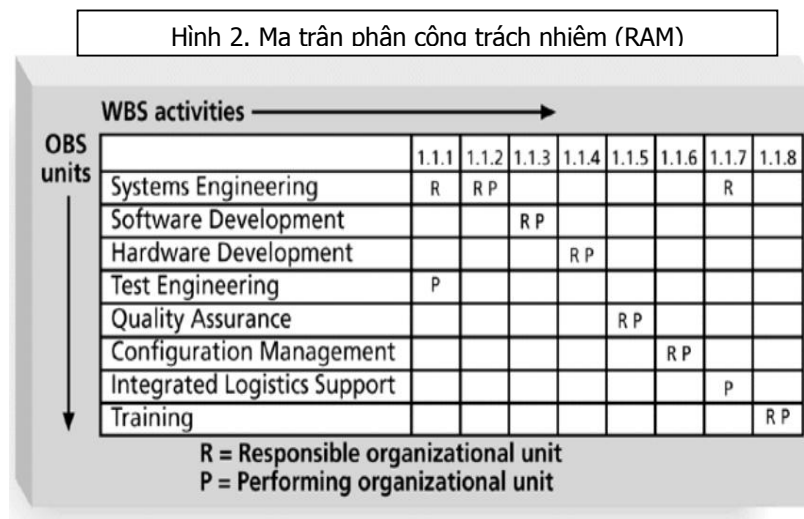 Hình 2. Ma trận phân công trách nhiệm (RAM)
WBS activities
OBS units
1.1.1 1.1.2 1.1.3 1.1.4 1.1.5 1.1.6 1.1.7 1.1.8
Systems Engineering R R P R
Software Development R P
Hardware Development R P
Test Engineering P
Quality Assurance R P
Configuration Management R P
Integrated Logistics Support P
Training R P
R = Responsible organizational unit
P = Performing organizational unit